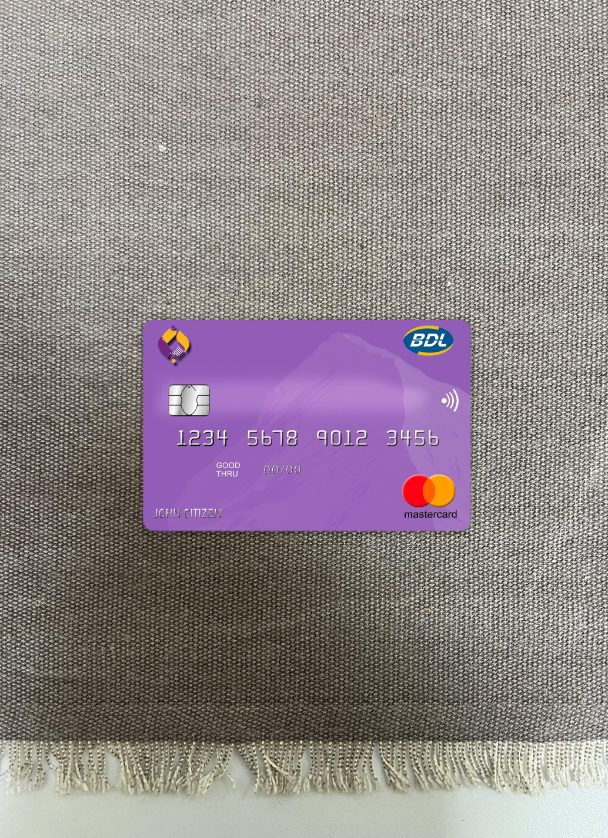 BDL
1234 5678 9012 3456
GOOD
THRU
00/00
JOHN CITIZEN
mastercard